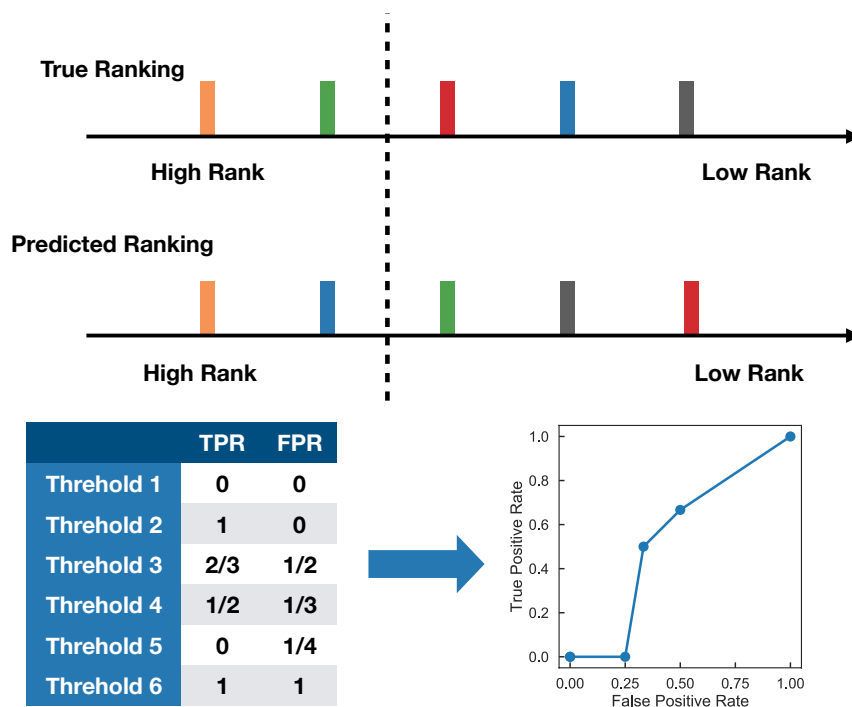 True Ranking
High Rank
Low Rank
Predicted Ranking
High Rank
Low Rank
TPR FPR
Threhold 1 0 0
Threhold 2 1 0
Threhold 3 2/3 1/2
Threhold 4 1/2 1/3
Threhold 5 0 1/4
Threhold 6 1 1
True Positive Rate
1.0
0.8
0.6
0.4
0.2
0.0
0.00 0.25 0.50 0.75 1.00
False Positive Rate